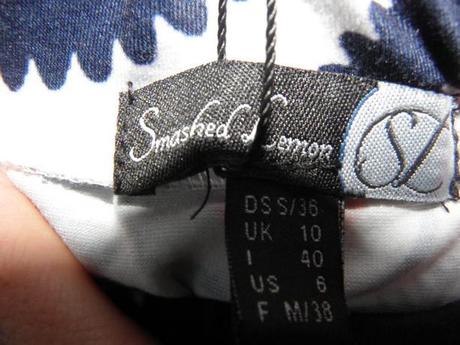 Smashed Lemon
SL
DS S/36
UK 10
I 40
US 6
F M/38